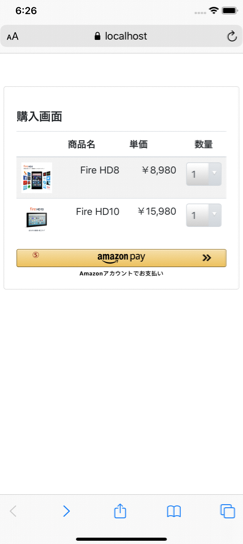 6:26
AA localhost
購入画面
商品名 単価 数量
Fire HD8 ￥8,980 1
Fire HD10 ￥15,980 1
Ⓢ amazon pay
Amazonアカウントでお支払い